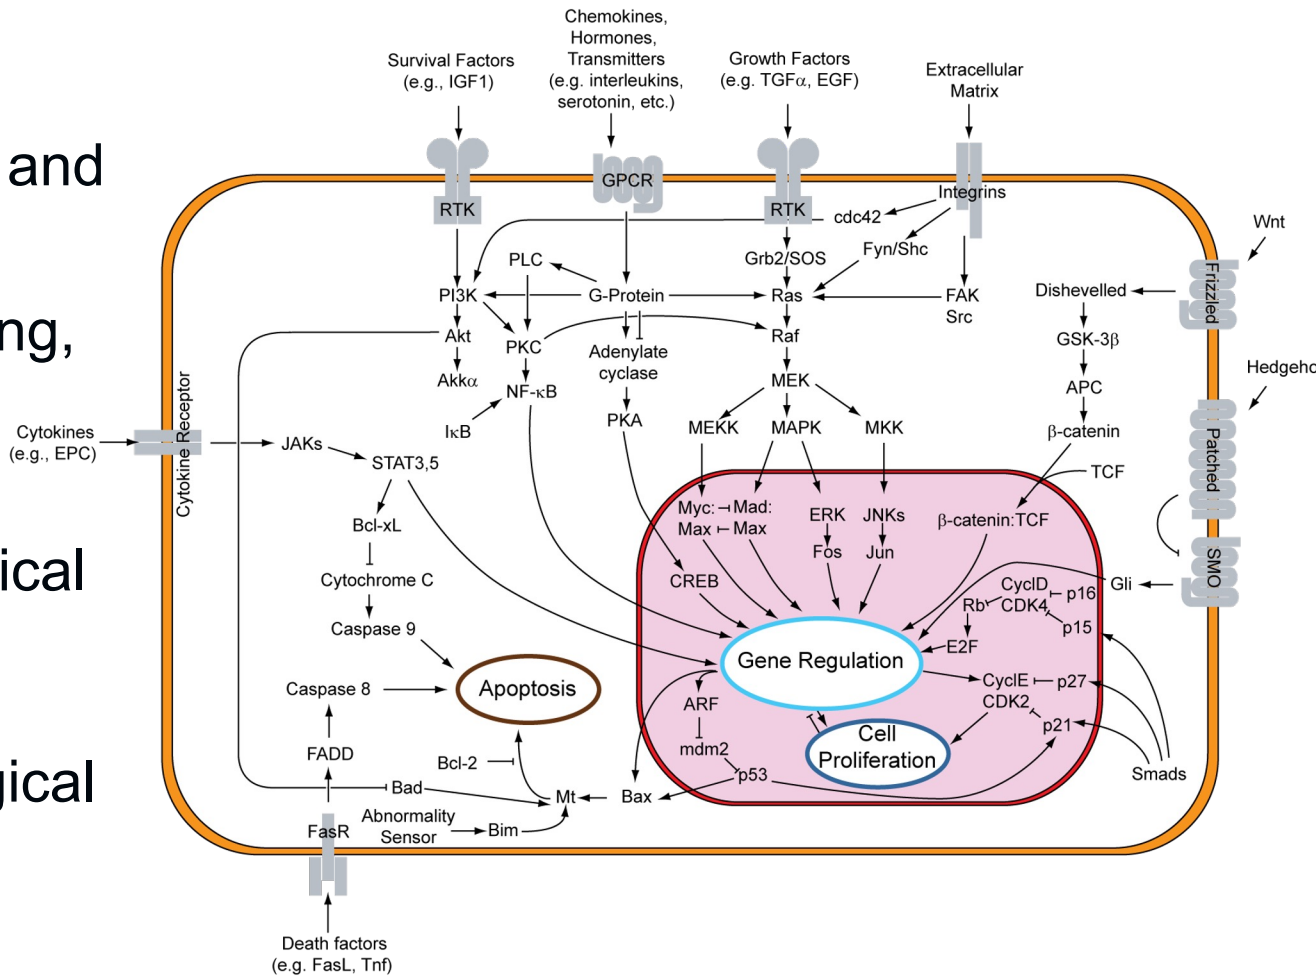 and
ng,
ical
gical
Survival Factors
(e.g., IGF1)
Chemokines,
Hormones,
Transmitters
(e.g. interleukins,
serotonin, etc.)
Growth Factors
(e.g. TGFα, EGF)
Extracellular
Matrix
RTK
GPCR
RTK
Integrins
cdc42
Fyn/Shc
Wnt
Frizzled
PLC
Grb2/SOS
PI3K
G-Protein
Ras
FAK
Src
Dishevelled
Akt
PKC
Adenylate
cyclase
Raf
GSK-3β
Akkα
NF-κB
MEK
APC
Hedgeho
Patched
IκB
PKA
MEKK
MAPK
MKK
β-catenin
TCF
Cytokines
(e.g., EPC)
Cytokine Receptor
JAKs
STAT3,5
Myc:
Mad:
Max
Max
ERK
JNKs
β-catenin:TCF
Bcl-xL
Fos
Jun
SMO
Cytochrome C
CREB
Gli
CyclD
CDK4
p16
Rb
p15
Caspase 9
E2F
Gene Regulation
Caspase 8
Apoptosis
ARF
CyclE
CDK2
p27
p21
mdm2
Cell
Proliferation
FADD
Bcl-2
p53
Smads
Bad
Mt
Bax
Abnormality
Sensor
Bim
FasR
Death factors
(e.g. FasL, Tnf)